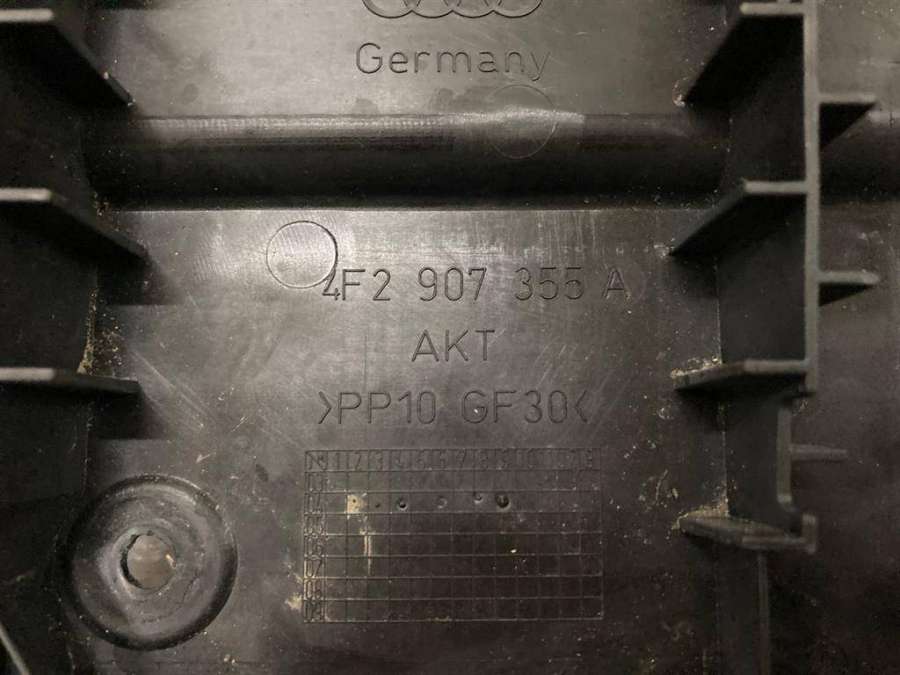 Germany
4F2 907 355 A
AKT
>PP10 GF30<